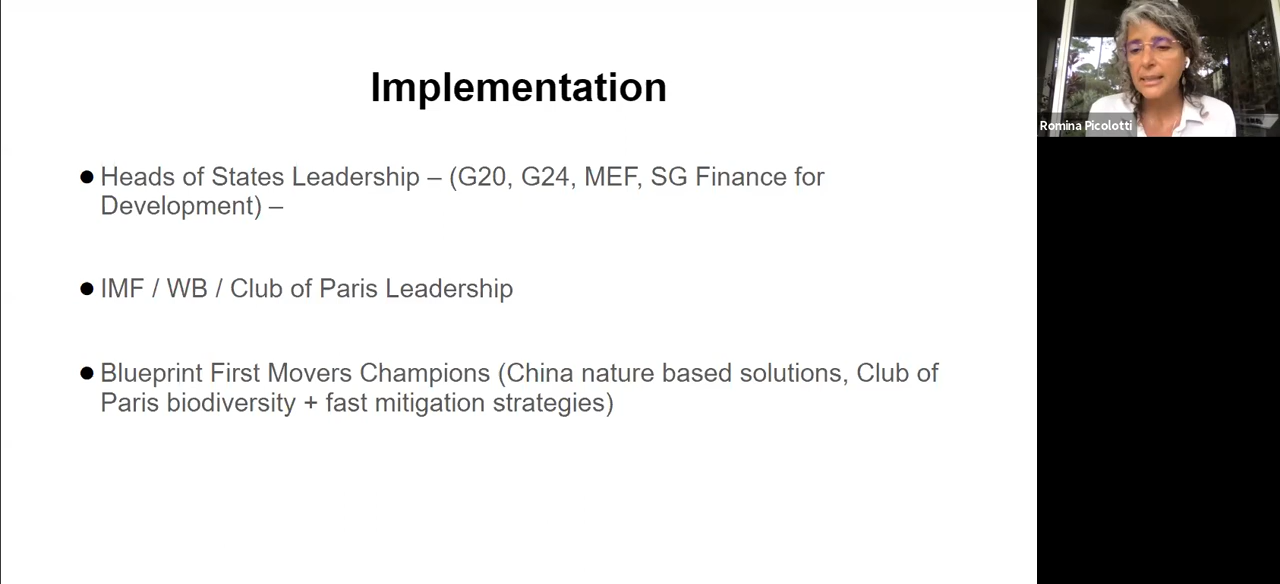 Implementation
● Heads of States Leadership – (G20, G24, MEF, SG Finance for
Development) –
● IMF / WB / Club of Paris Leadership
● Blueprint First Movers Champions (China nature based solutions, Club of
Paris biodiversity + fast mitigation strategies)
Romina Picolotti